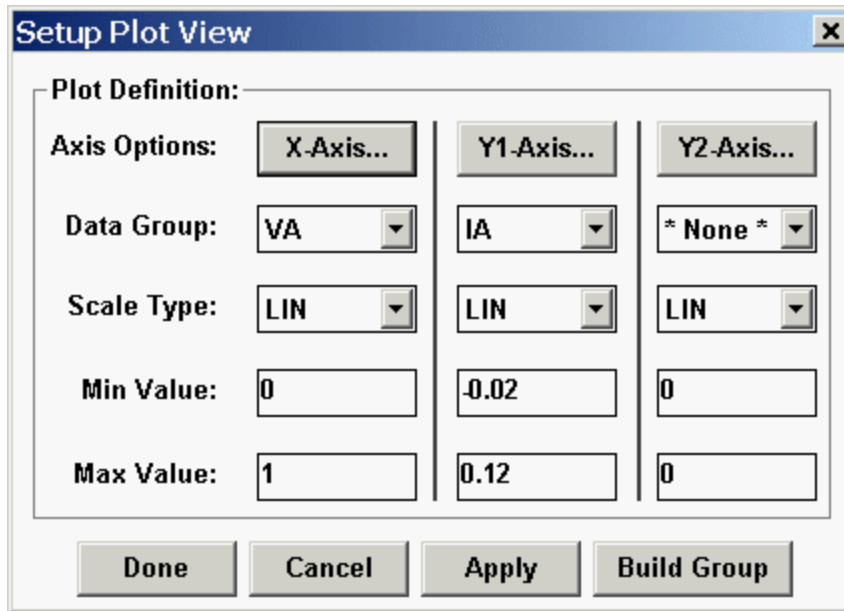 Setup Plot View
Plot Definition:
Axis Options: X-Axis... Y1-Axis... Y2-Axis...
Data Group: VA IA * None *
Scale Type: LIN LIN LIN
Min Value: 0 -0.02 0
Max Value: 1 0.12 0
Done Cancel Apply Build Group